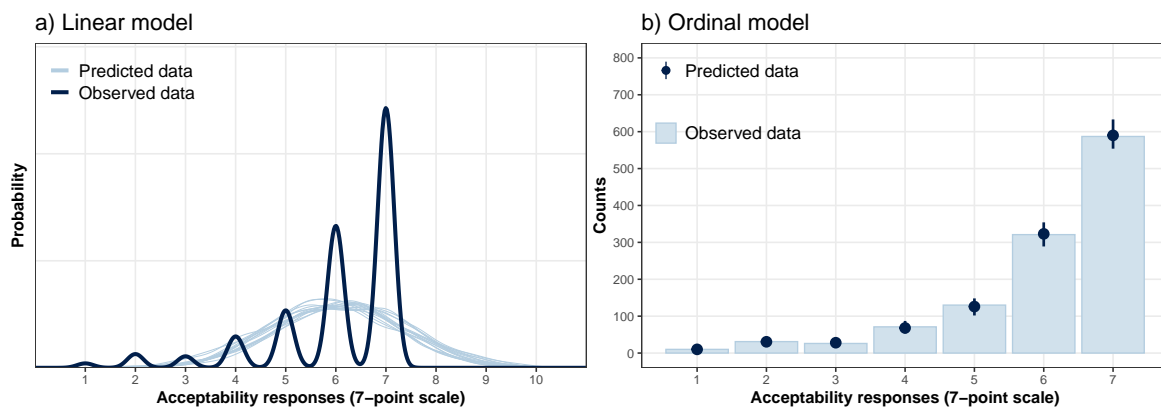 a) Linear model
Predicted data
Observed data
Probability
1 2 3 4 5 6 7 8 9 10
Acceptability responses (7–point scale)
b) Ordinal model
800
700
600
500
400
300
200
100
0
Counts
Predicted data
Observed data
1 2 3 4 5 6 7
Acceptability responses (7–point scale)